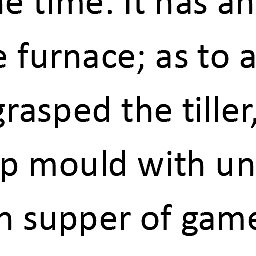 e time. It has an
e furnace; as to a
grasped the tiller,
p mould with un
n supper of game